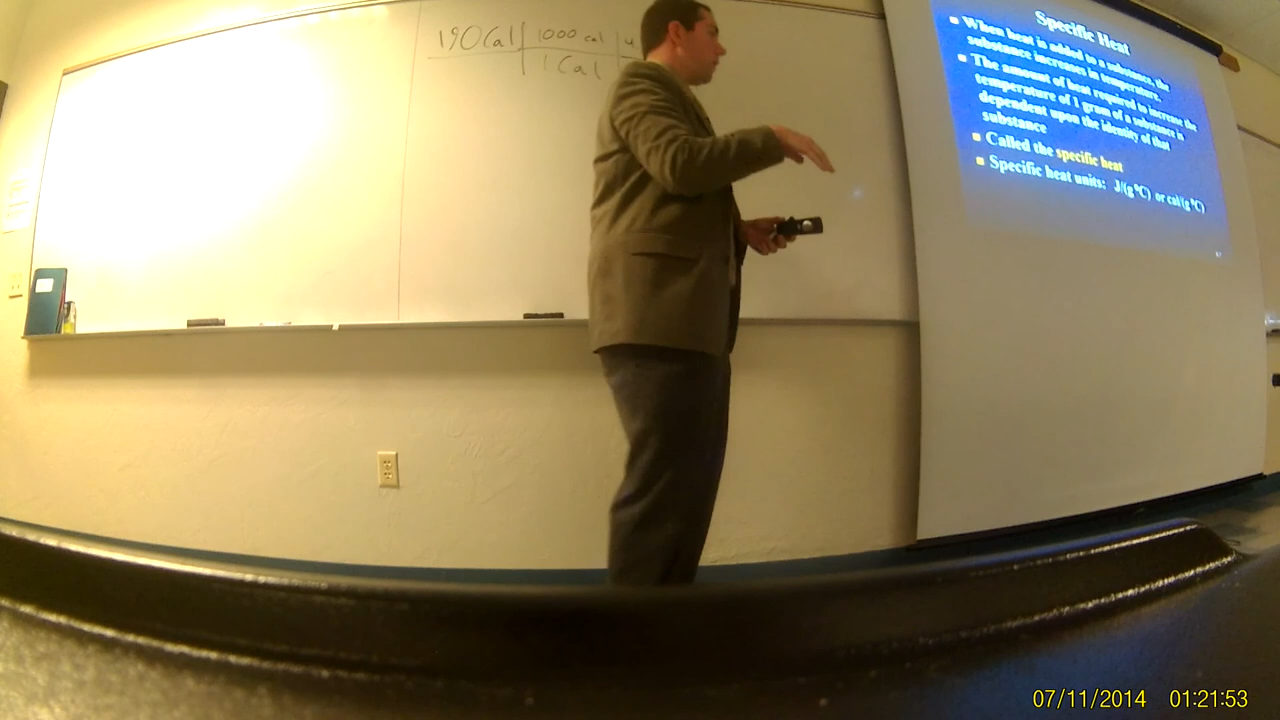 190 Cal 1000 cal 4
1 Cal
Specific Heat
When heat is added to a substance, the
substance increases in temperature.
The amount of heat required to increase the
temperature of 1 gram of a substance is
dependent upon the identity of that
substance
Called the specific heat
Specific heat units: J/(g °C) or cal/(g °C)
07/11/2014 01:21:53